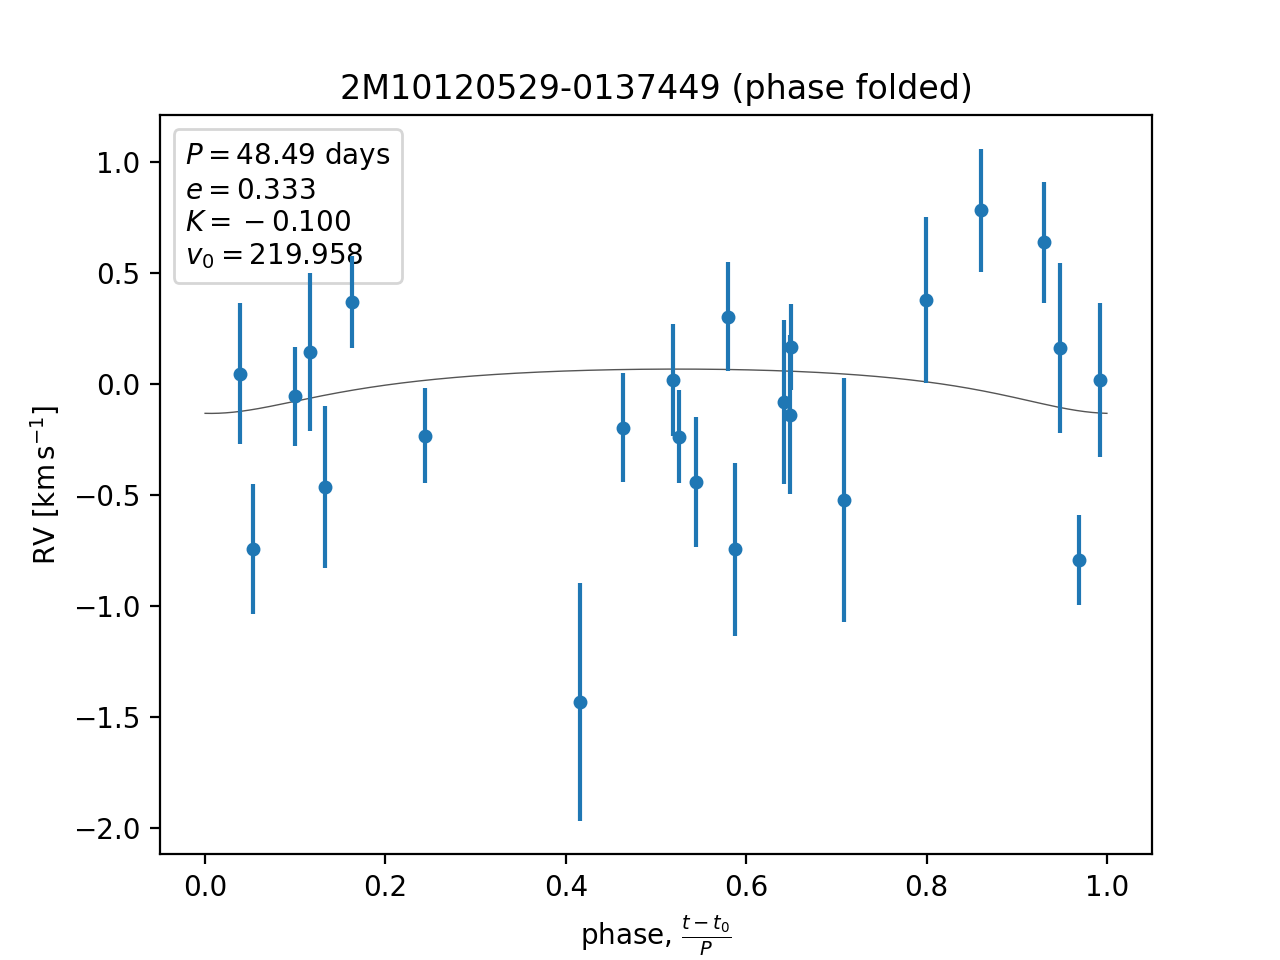 2M10120529-0137449 (phase folded)
P = 48.49 days
e = 0.333
K = −0.100
v₀ = 219.958
1.0
0.5
0.0
−0.5
−1.0
−1.5
−2.0
RV [km s⁻¹]
0.0 0.2 0.4 0.6 0.8 1.0
phase, (t − t₀)/P